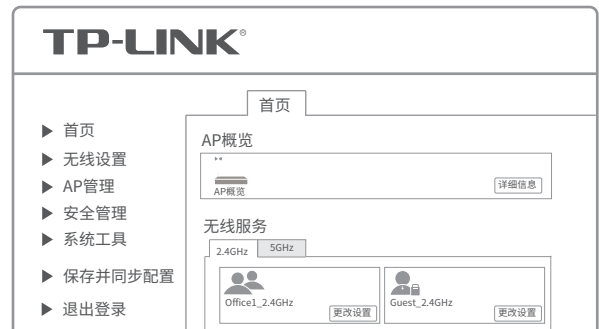 TP-LINK®
首页
首页
无线设置
AP管理
安全管理
系统工具
保存并同步配置
退出登录
AP概览
AP概览
详细信息
无线服务
2.4GHz
5GHz
Office1_2.4GHz
更改设置
Guest_2.4GHz
更改设置